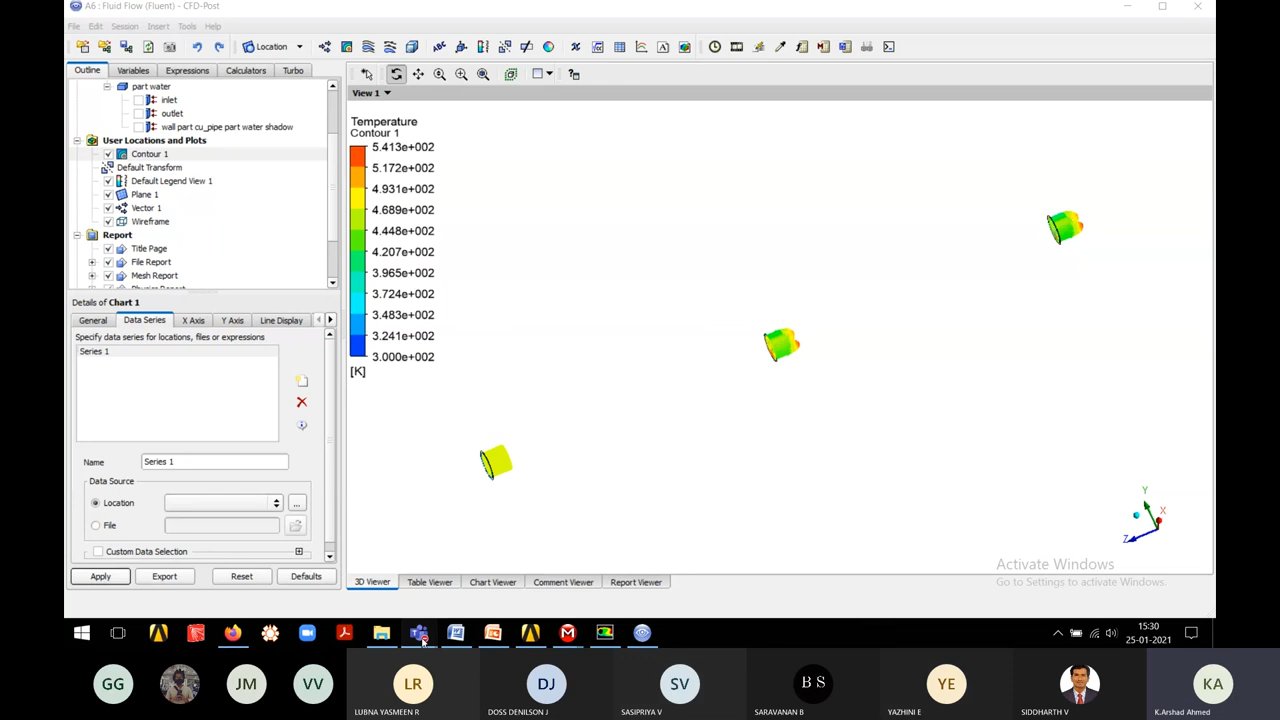 A6 : Fluid Flow (Fluent) - CFD-Post
File Edit Session Insert Tools Help
Location
Outline Variables Expressions Calculators Turbo
part water
inlet
outlet
wall part cu_pipe part water shadow
User Locations and Plots
Contour 1
Default Transform
Default Legend View 1
Plane 1
Vector 1
Wireframe
Report
Title Page
File Report
Mesh Report
Details of Chart 1
General Data Series X Axis Y Axis Line Display
Specify data series for locations, files or expressions
Series 1
Name Series 1
Data Source
Location ...
File
Custom Data Selection
Apply Export Reset Defaults
View 1
Temperature
Contour 1
5.413e+002
5.172e+002
4.931e+002
4.689e+002
4.448e+002
4.207e+002
3.965e+002
3.724e+002
3.483e+002
3.241e+002
3.000e+002
[K]
Y
X
Z
Activate Windows
Go to Settings to activate Windows.
3D Viewer Table Viewer Chart Viewer Comment Viewer Report Viewer
15:30
25-01-2021
GG JM VV LR DJ SV B S YE KA
LUBNA YASMEEN R DOSS DENILSON J SASIPRIYA V SARAVANAN B YAZHINI E SIDDHARTH V K.Arshad Ahmed